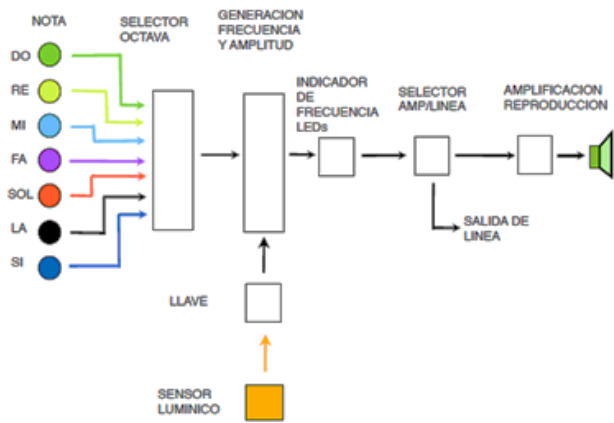 NOTA
SELECTOR
OCTAVA
GENERACION
FRECUENCIA
Y AMPLITUD
DO
RE
MI
FA
SOL
LA
SI
INDICADOR
DE
FRECUENCIA
LEDs
SELECTOR
AMP/LINEA
AMPLIFICACION
REPRODUCCION
SALIDA DE
LINEA
LLAVE
SENSOR
LUMINICO